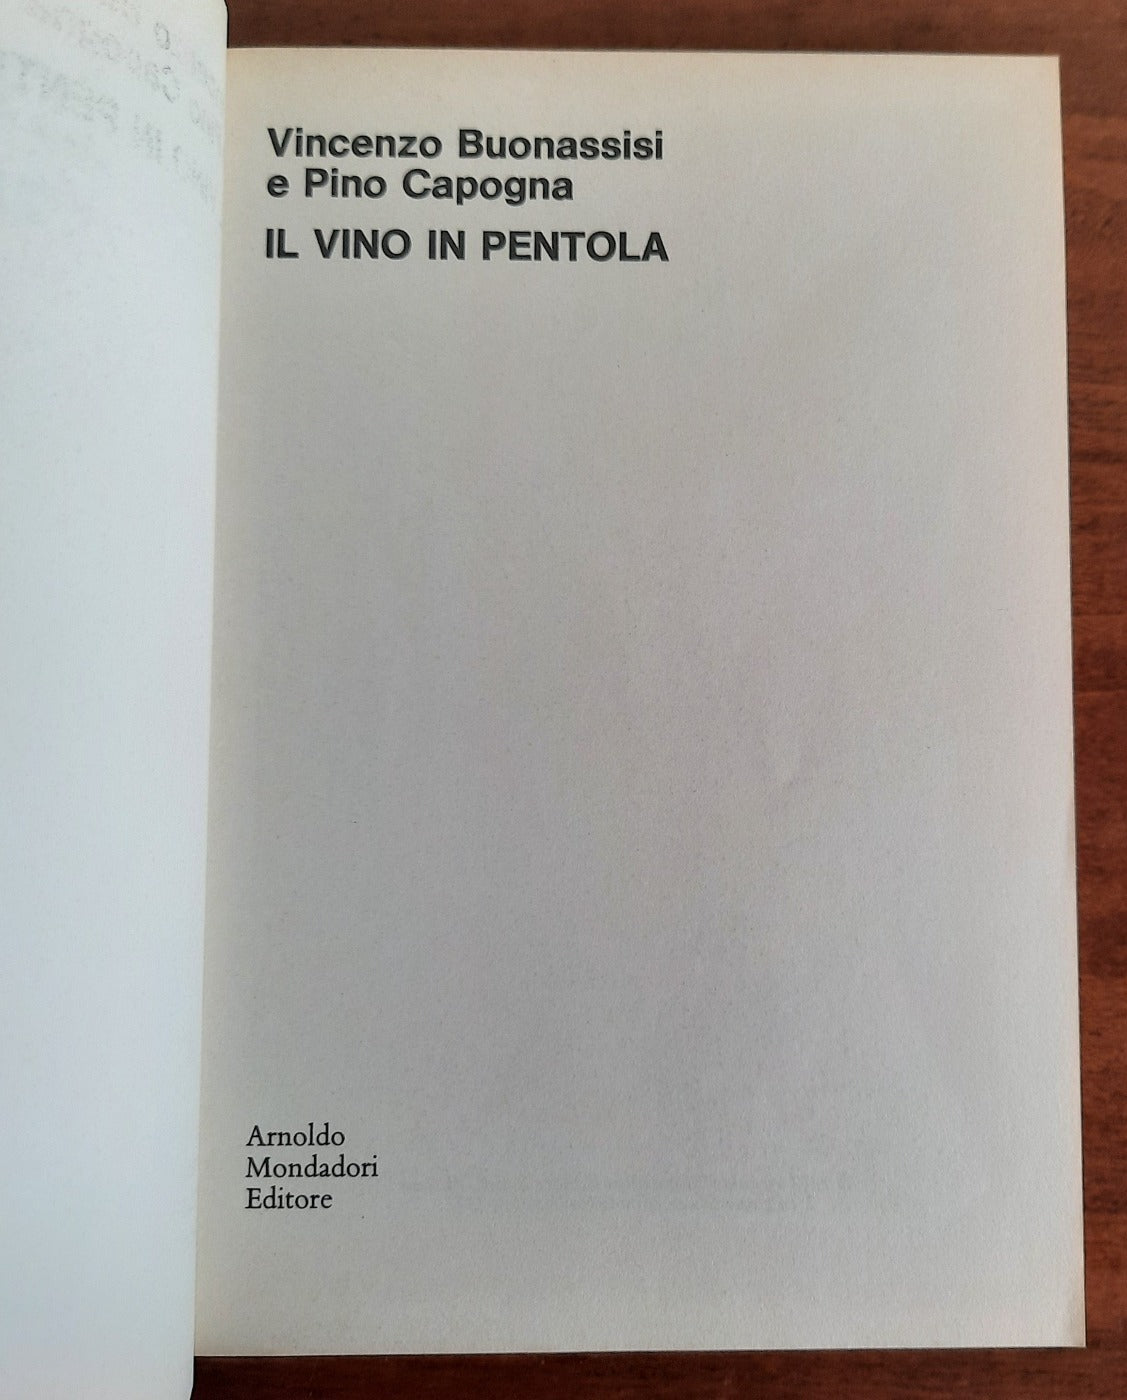 Vincenzo Buonassisi
e Pino Capogna
IL VINO IN PENTOLA
Arnoldo
Mondadori
Editore